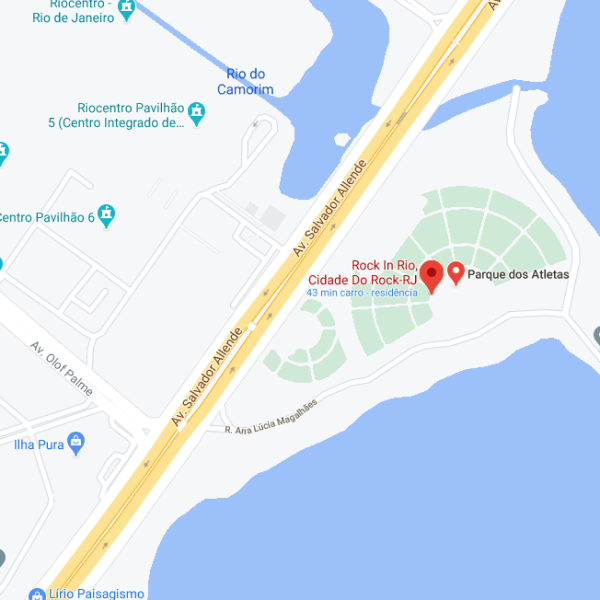 Riocentro -
Rio de Janeiro
Av
Rio do
Camorim
Riocentro Pavilhão
5 (Centro Integrado de...
Av. Salvador Allende
Centro Pavilhão 6
Rock In Rio,
Cidade Do Rock-RJ
43 min carro - residência
Parque dos Atletas
Av. Olof Palme
Av. Salvador Allende
R. Ana Lúcia Magalhães
Ilha Pura
Lírio Paisagismo